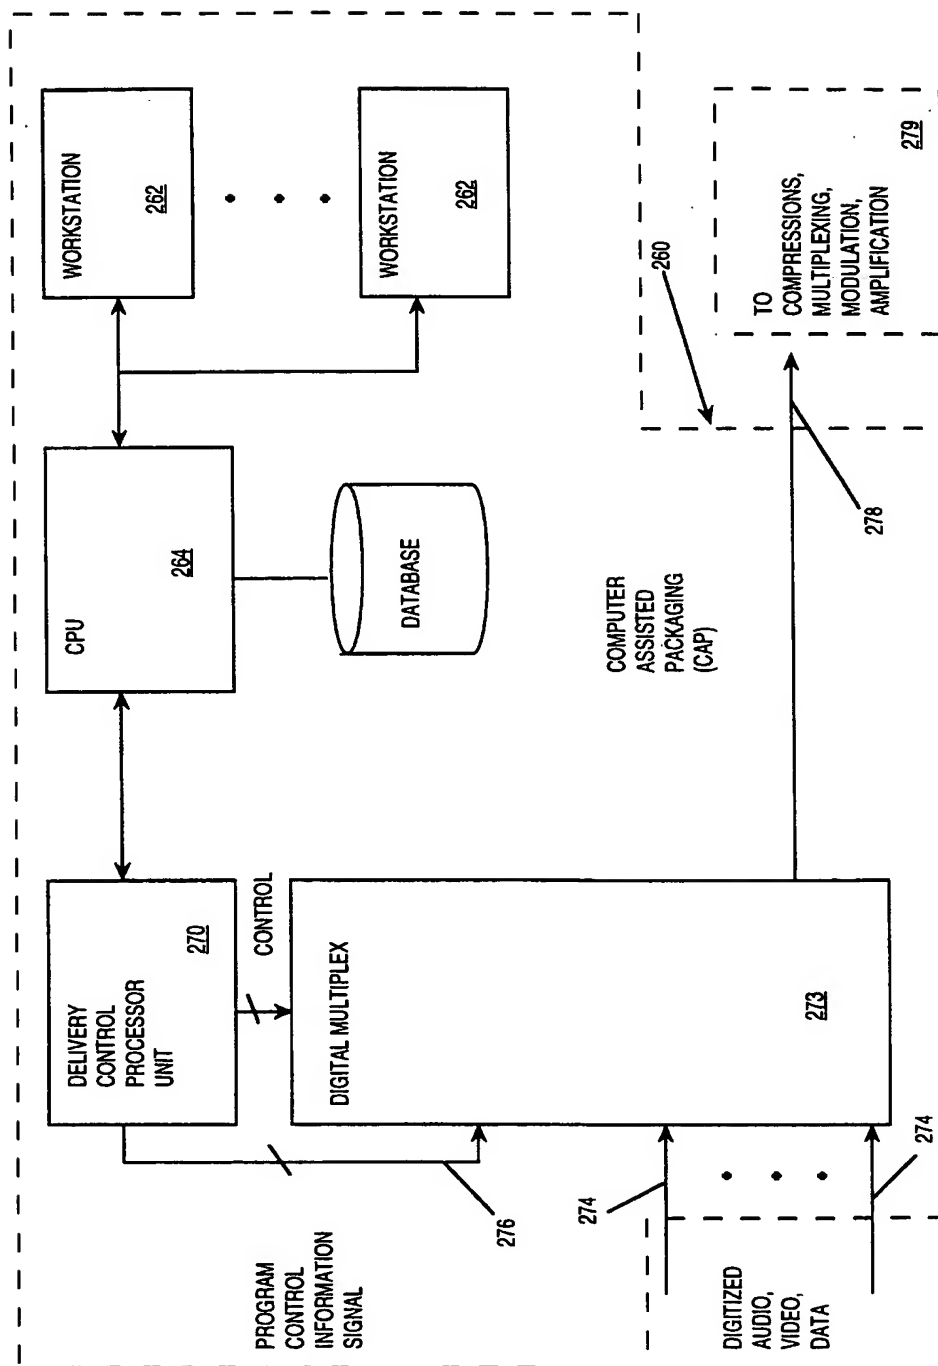 PROGRAM
CONTROL
INFORMATION
SIGNAL
276
DELIVERY
CONTROL
PROCESSOR
UNIT
270
CONTROL
CPU
264
DATABASE
WORKSTATION
262
WORKSTATION
262
DIGITIZED
AUDIO,
VIDEO,
DATA
274
274
DIGITAL MULTIPLEX
273
COMPUTER
ASSISTED
PACKAGING
(CAP)
260
278
TO
COMPRESSIONS,
MULTIPLEXING,
MODULATION,
AMPLIFICATION
279